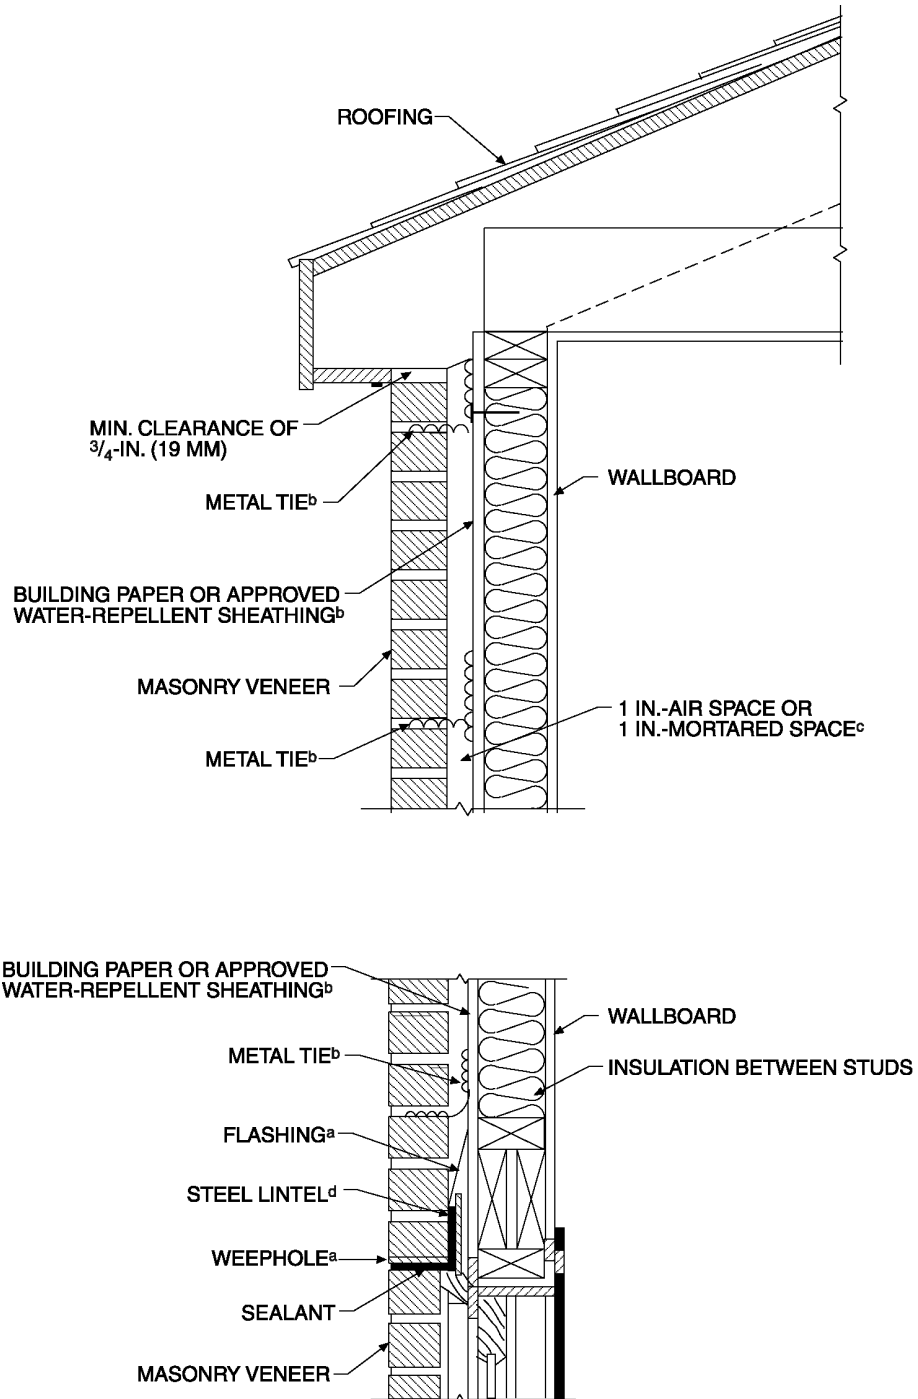 ROOFING
MIN. CLEARANCE OF
3/4-IN. (19 MM)
METAL TIEᵇ
WALLBOARD
BUILDING PAPER OR APPROVED
WATER-REPELLENT SHEATHINGᵇ
MASONRY VENEER
1 IN.-AIR SPACE OR
1 IN.-MORTARED SPACEᶜ
METAL TIEᵇ
BUILDING PAPER OR APPROVED
WATER-REPELLENT SHEATHINGᵇ
WALLBOARD
METAL TIEᵇ
INSULATION BETWEEN STUDS
FLASHINGᵃ
STEEL LINTELᵈ
WEEPHOLEᵃ
SEALANT
MASONRY VENEER